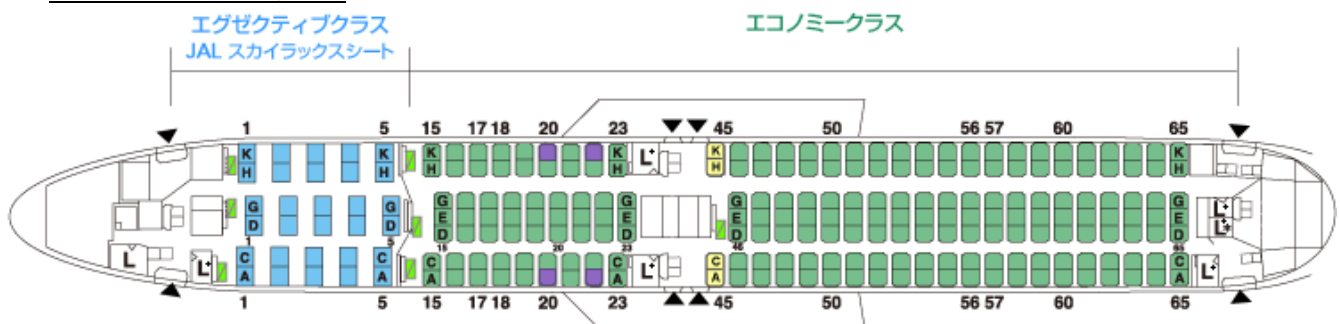 エグゼクティブクラス
JAL スカイラックスシート
エコノミークラス
1 5 15 17 18 20 23 45 50 56 57 60 65
K K K K K K
H H H H L+ H H
G G G G G G
D D E E E E L+
D D D D L*
1 5 15 20 23 46 65
C C C C C C
L L+ A A A A L+ A A L+
1 5 15 17 18 20 23 45 50 56 57 60 65